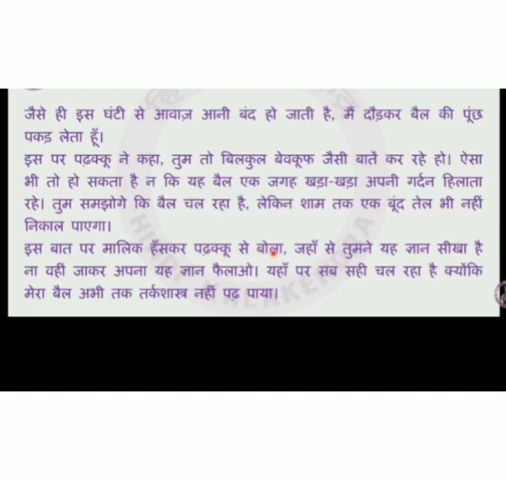 जैसे ही इस घंटी से आवाज़ आनी बंद हो जाती है, मैं दौड़कर बैल की पूंछ
पकड़ लेता हूँ।
इस पर पढ़क्कू ने कहा, तुम तो बिलकुल बेवकूफ जैसी बातें कर रहे हो। ऐसा
भी तो हो सकता है न कि यह बैल एक जगह खड़ा-खड़ा अपनी गर्दन हिलाता
रहे। तुम समझोगे कि बैल चल रहा है, लेकिन शाम तक एक बूंद तेल भी नहीं
निकाल पाएगा।
इस बात पर मालिक हँसकर पढ़क्कू से बोला, जहाँ से तुमने यह ज्ञान सीखा है
ना वहीं जाकर अपना यह ज्ञान फैलाओ। यहाँ पर सब सही चल रहा है क्योंकि
मेरा बैल अभी तक तर्कशास्त्र नहीं पढ़ पाया।